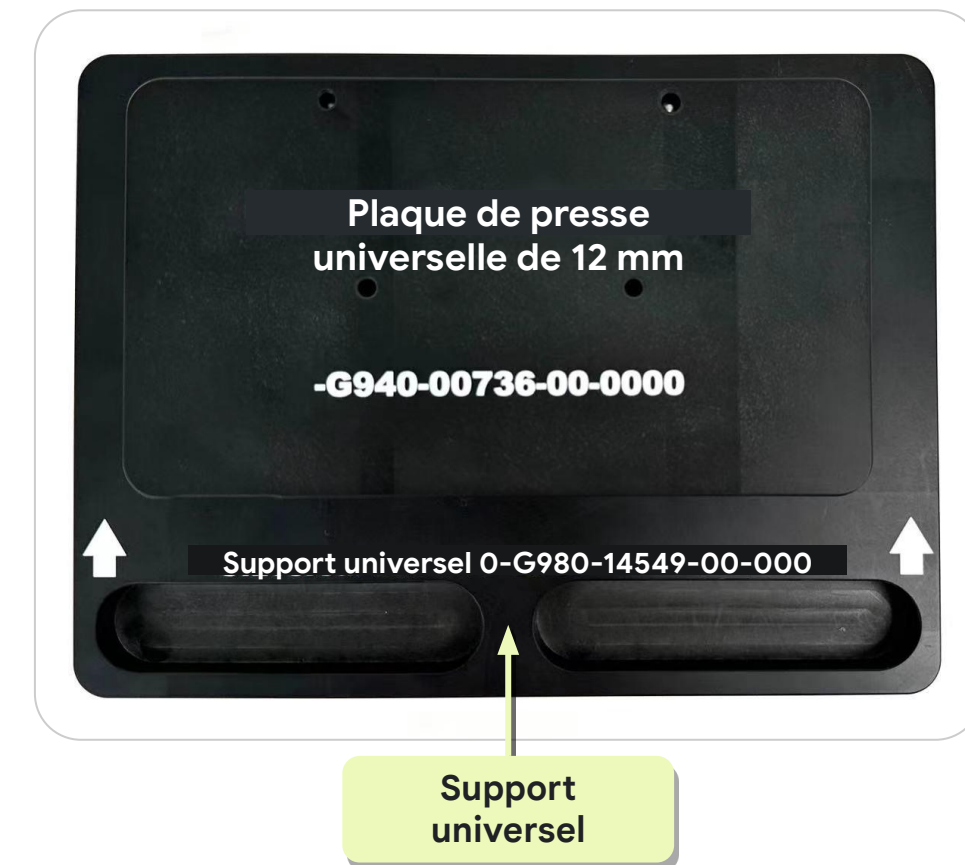 Plaque de presse
universelle de 12 mm
-G940-00736-00-0000
Support universel 0-G980-14549-00-000
Support
universel